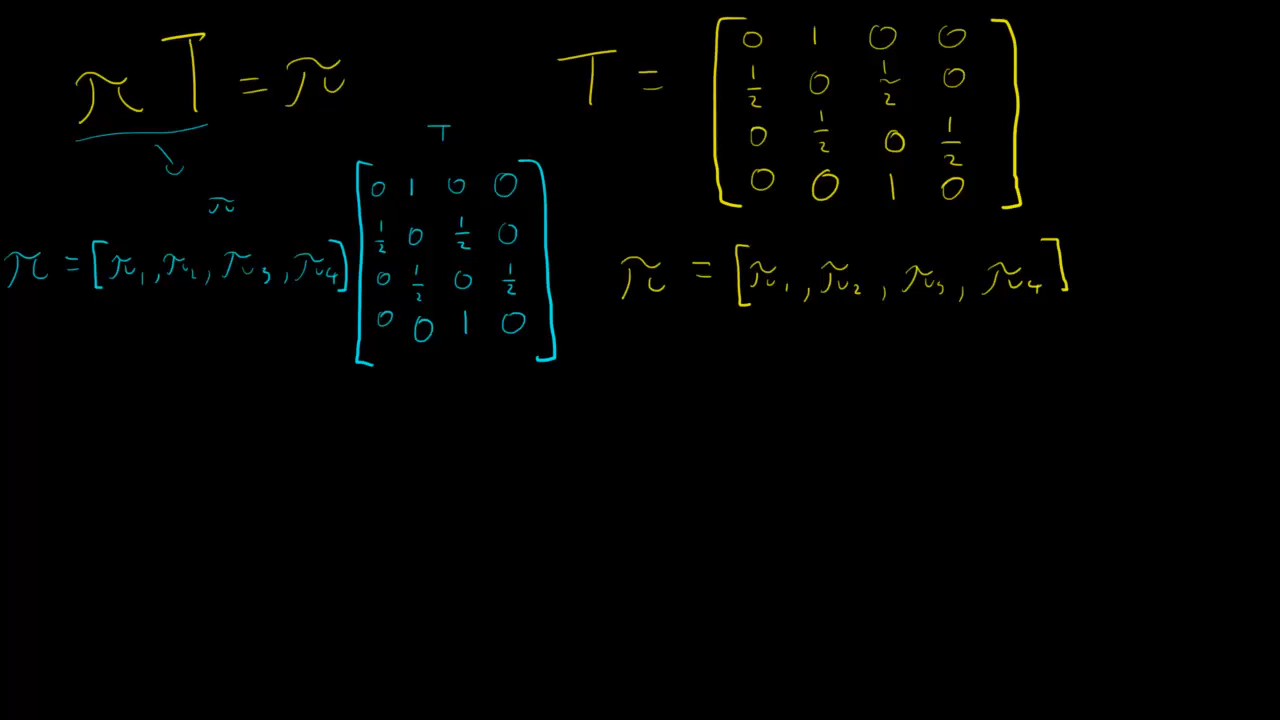 π T = π
T = [ 0 1 0 0
1/2 0 1/2 0
0 1/2 0 1/2
0 0 1 0 ]
π T
π = [π₁, π₂, π₃, π₄] [ 0 1 0 0
1/2 0 1/2 0
0 1/2 0 1/2
0 0 1 0 ]
π = [π₁, π₂, π₃, π₄]